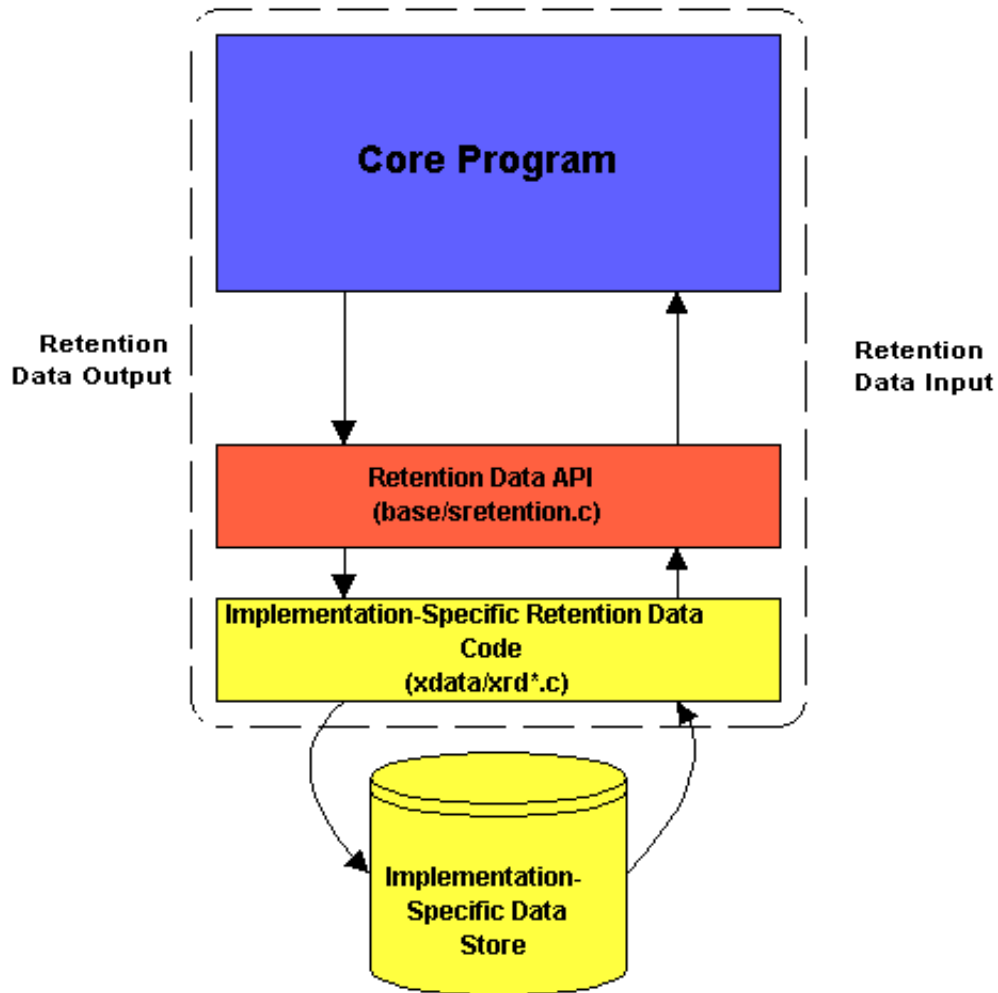 Core Program
Retention
Data Output
Retention
Data Input
Retention Data API
(base/sretention.c)
Implementation-Specific Retention Data
Code
(xdata/xrd*.c)
Implementation-
Specific Data
Store